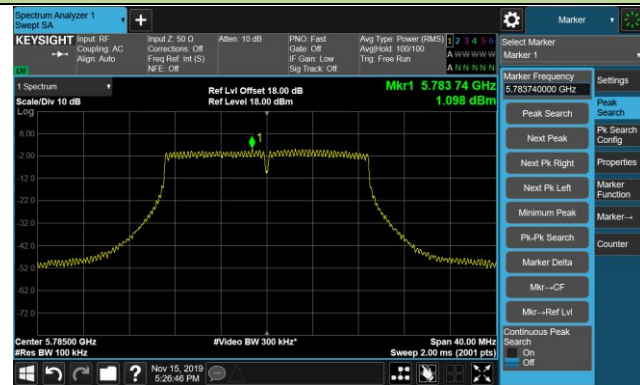 Spectrum Analyzer 1
Swept SA
+
Marker
KEYSIGHT
Input: RF
Coupling: AC
Align: Auto
Input Z: 50 Ω
Corrections: Off
Freq Ref: Int (S)
NFE: Off
Atten: 10 dB
PNO: Fast
Gate: Off
IF Gain: Low
Sig Track: Off
Avg Type: Power (RMS)
Avg|Hold: 100/100
Trig: Free Run
1 2 3 4 5 6
A W W W W W
A N N N N N
Select Marker
Marker 1
1 Spectrum
Scale/Div 10 dB
Log
Ref Lvl Offset 18.00 dB
Ref Level 18.00 dBm
Mkr1 5.783 74 GHz
1.098 dBm
1
8.00
-2.00
-12.0
-22.0
-32.0
-42.0
-52.0
-62.0
-72.0
Center 5.78500 GHz
#Res BW 100 kHz
#Video BW 300 kHz*
Span 40.00 MHz
Sweep 2.00 ms (2001 pts)
Marker Frequency
5.783740000 GHz
Peak Search
Next Peak
Next Pk Right
Next Pk Left
Minimum Peak
Pk-Pk Search
Marker Delta
Mkr→CF
Mkr→Ref Lvl
Continuous Peak
Search
On
Off
Settings
Peak
Search
Pk Search
Config
Properties
Marker
Function
Marker→
Counter
?
Nov 15, 2019
5:26:46 PM